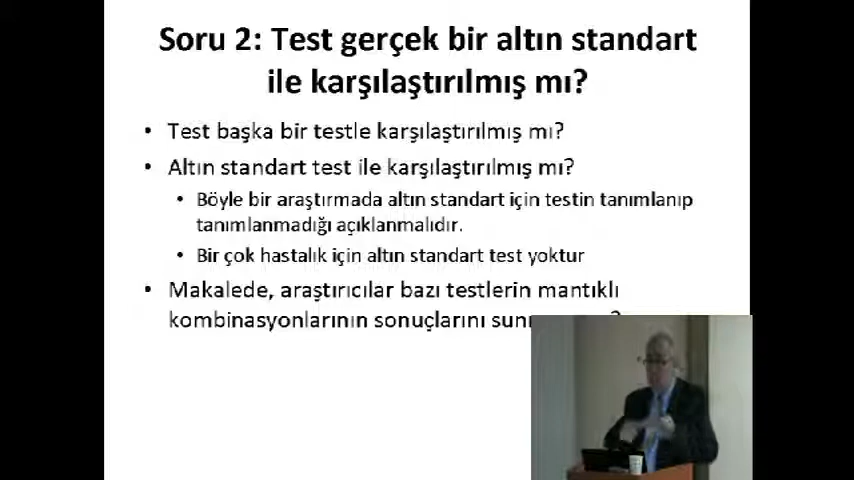 Soru 2: Test gerçek bir altın standart
ile karşılaştırılmış mı?
• Test başka bir testle karşılaştırılmış mı?
• Altın standart test ile karşılaştırılmış mı?
• Böyle bir araştırmada altın standart için testin tanımlanıp
tanımlanmadığı açıklanmalıdır.
• Bir çok hastalık için altın standart test yoktur
• Makalede, araştırıcılar bazı testlerin mantıklı
kombinasyonlarının sonuçlarını